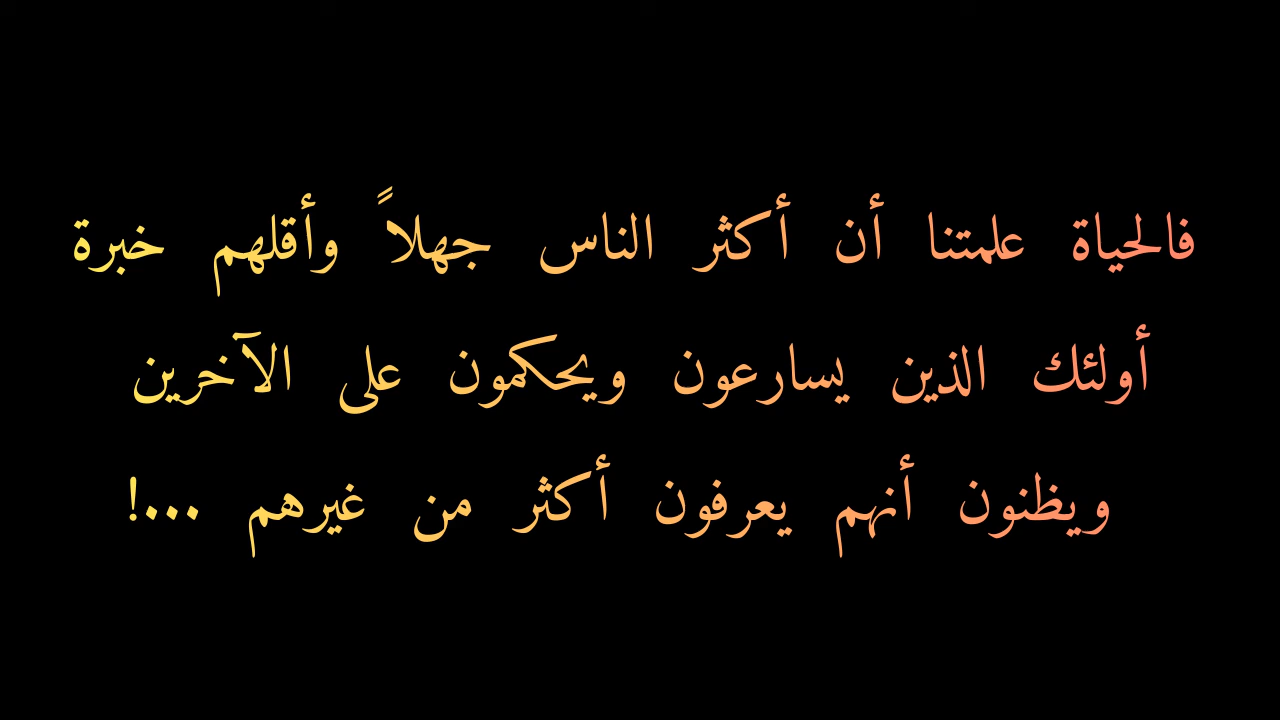 فالحياة علمتنا أن أكثر الناس جهلاً وأقلهم خبرة
أولئك الذين يسارعون ويحكمون على الآخرين
ويظنون أنهم يعرفون أكثر من غيرهم ...!